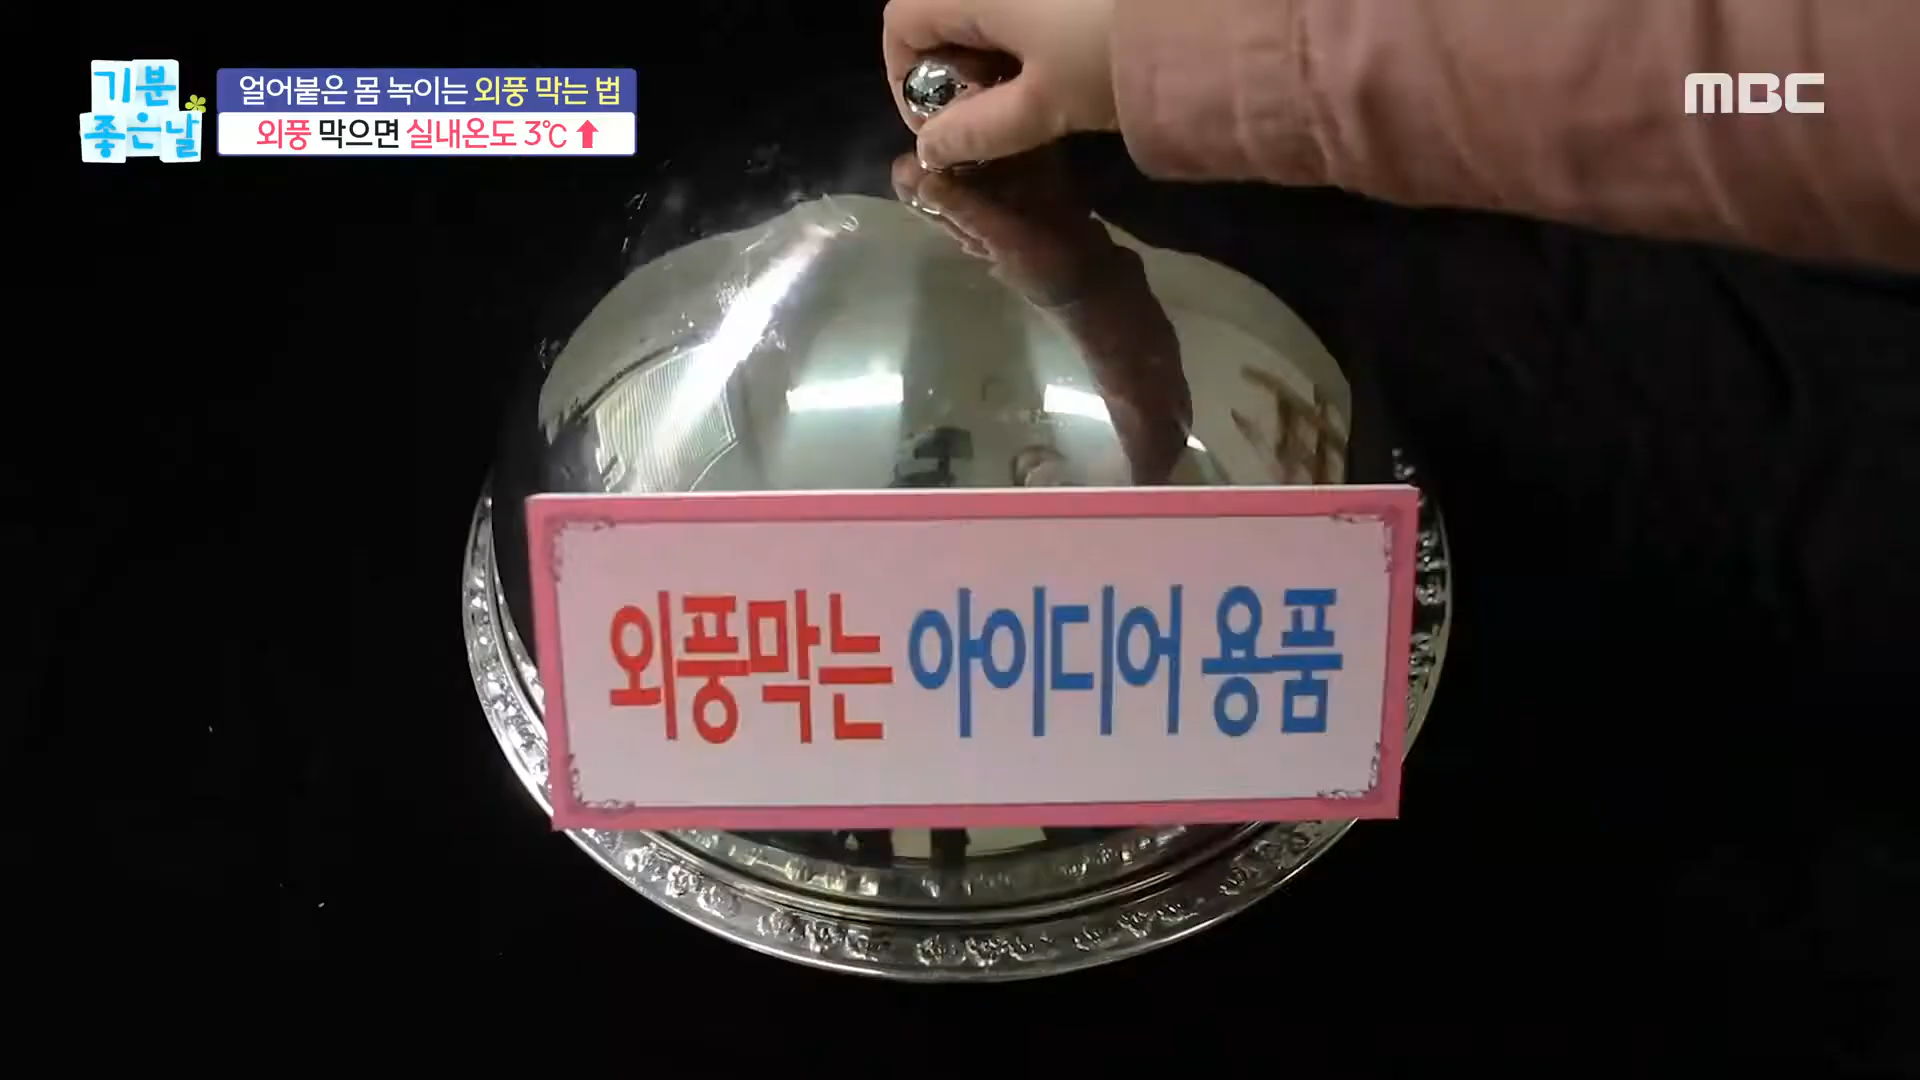 기분
좋은날
얼어붙은 몸 녹이는 외풍 막는 법
외풍 막으면 실내온도 3℃ ⬆
MBC
외풍막는 아이디어 용품